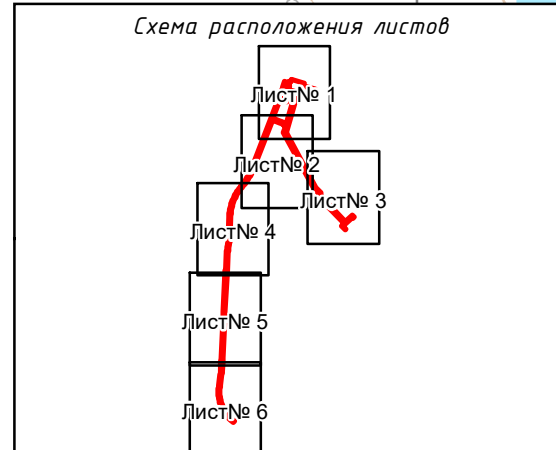 Схема расположения листов
Лист№ 1
Лист№ 2
Лист№ 3
Лист№ 4
Лист№ 5
Лист№ 6